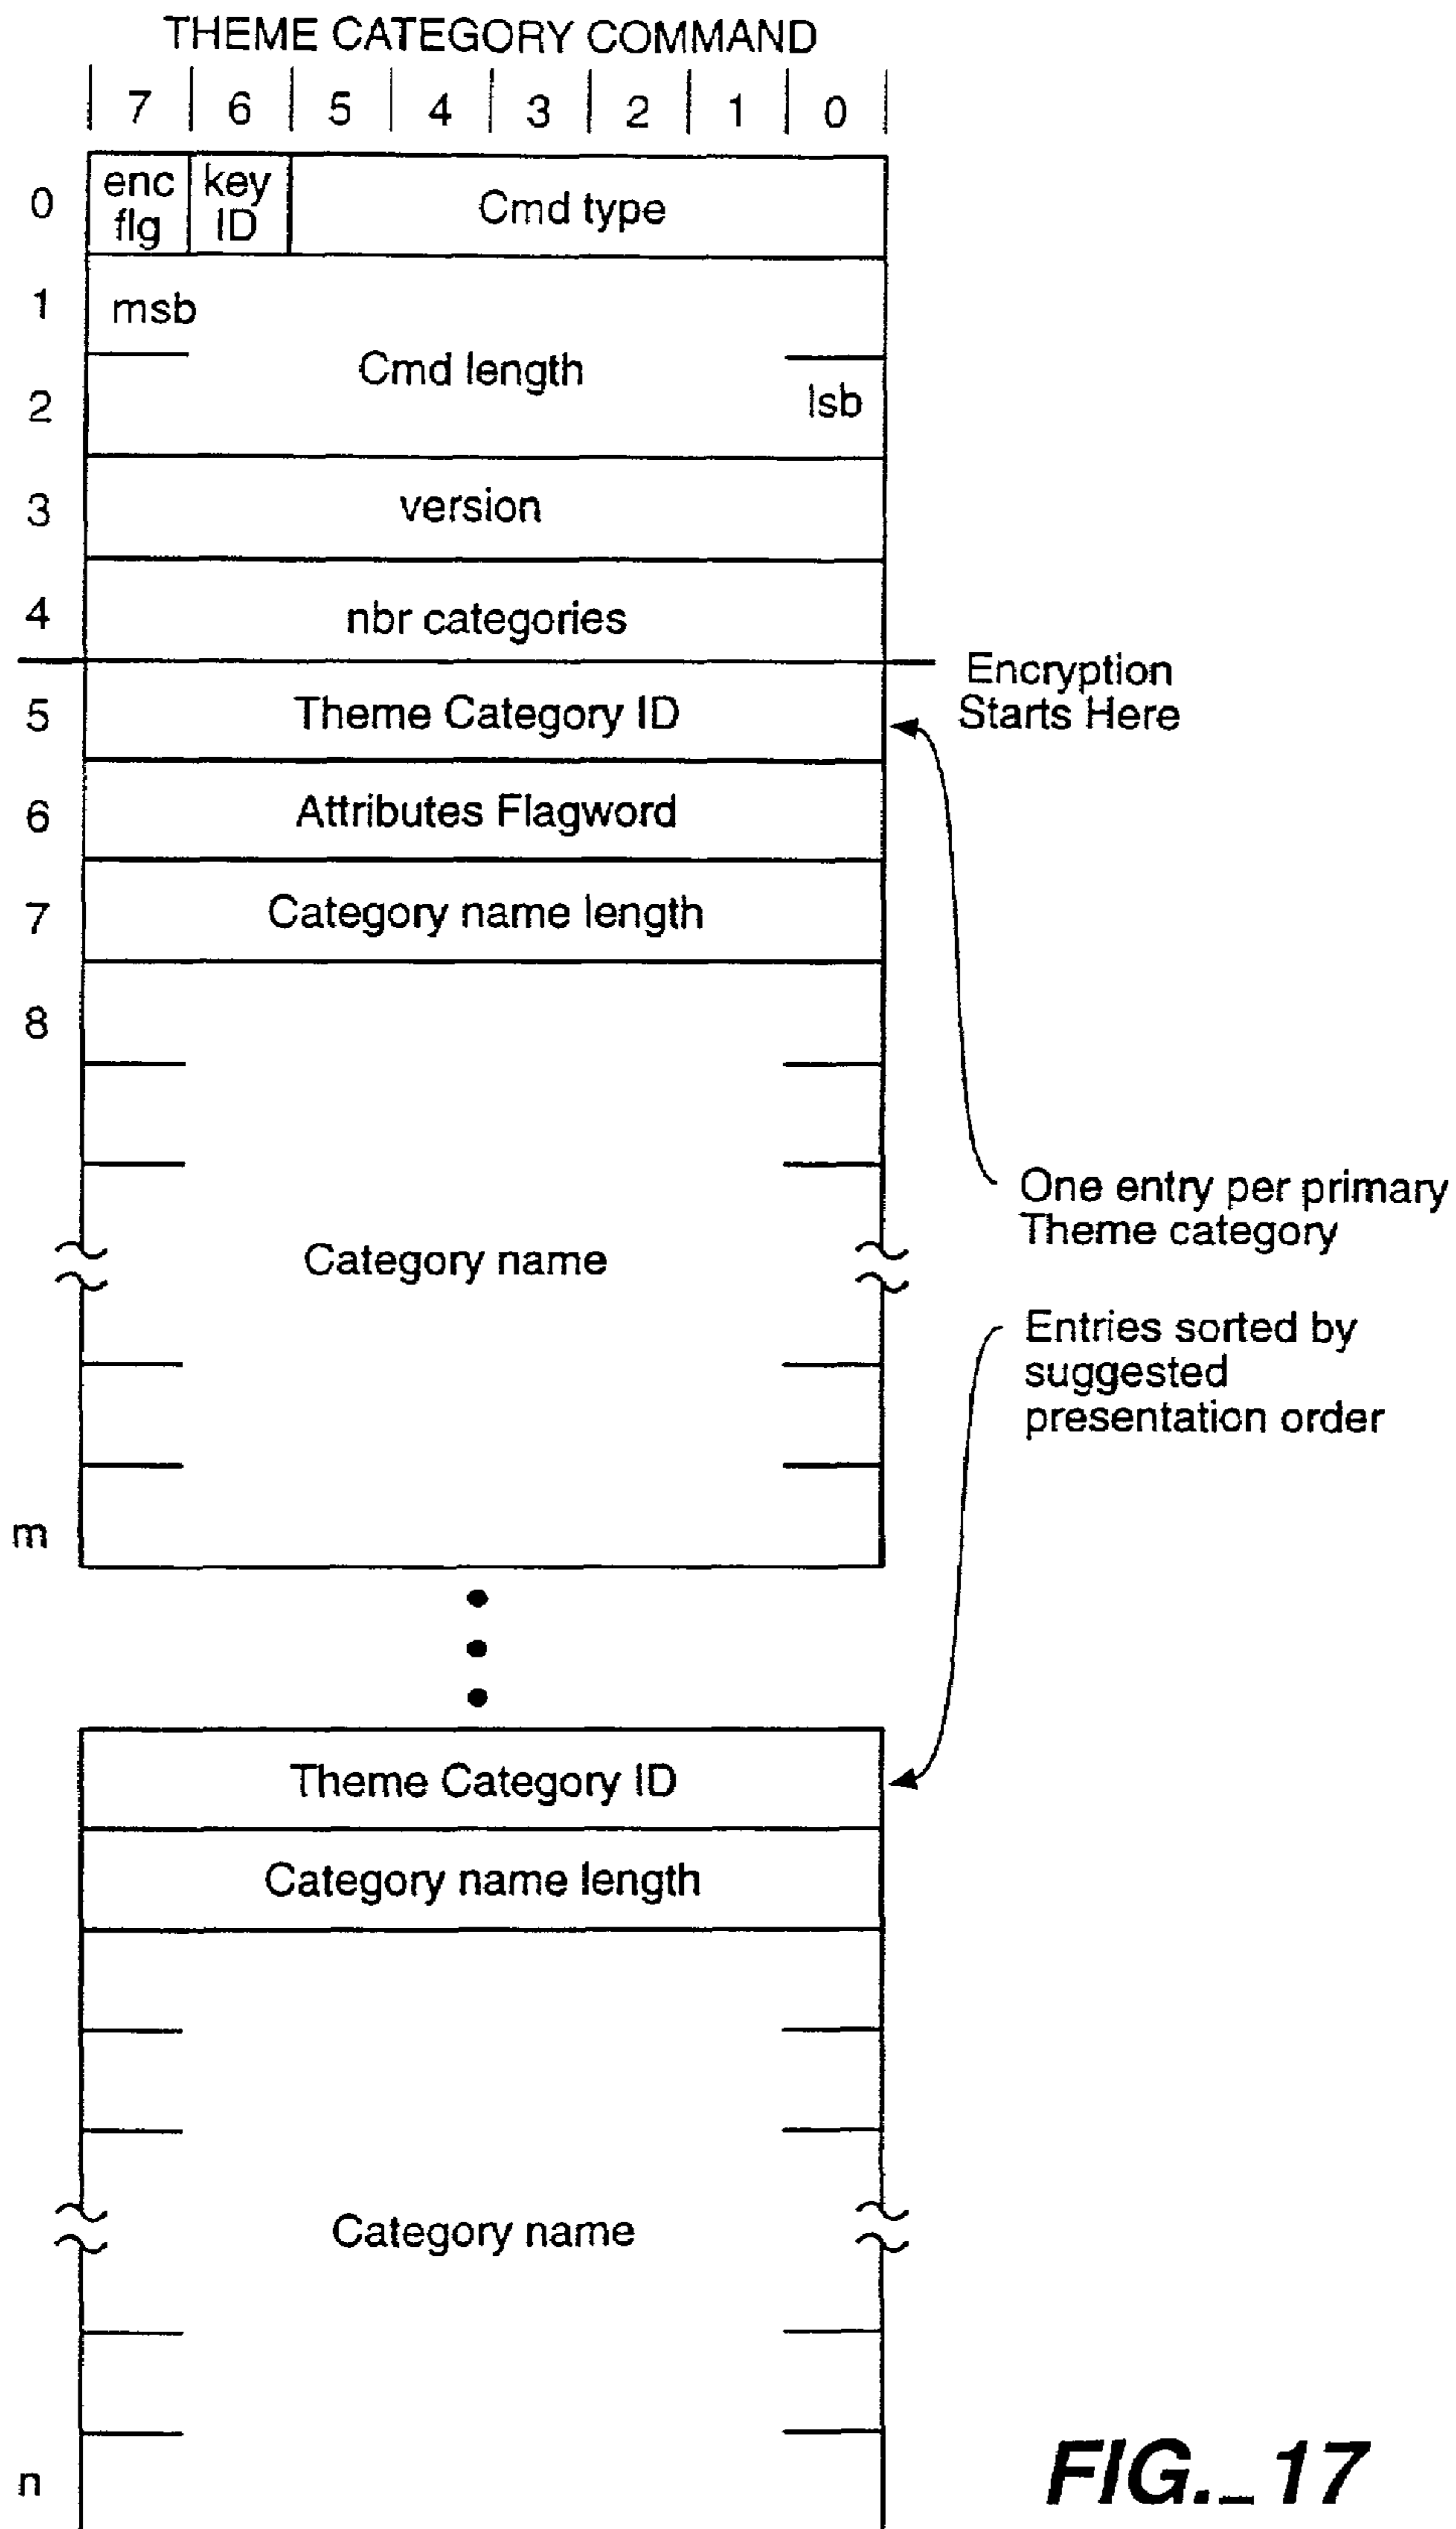 THEME CATEGORY COMMAND
7 6 5 4 3 2 1 0
0 enc flg key ID Cmd type
1 msb
Cmd length
2 lsb
3 version
4 nbr categories
Encryption
Starts Here
5 Theme Category ID
6 Attributes Flagword
7 Category name length
8
One entry per primary
Theme category
Category name
Entries sorted by
suggested
presentation order
m
Theme Category ID
Category name length
Category name
n
FIG._17